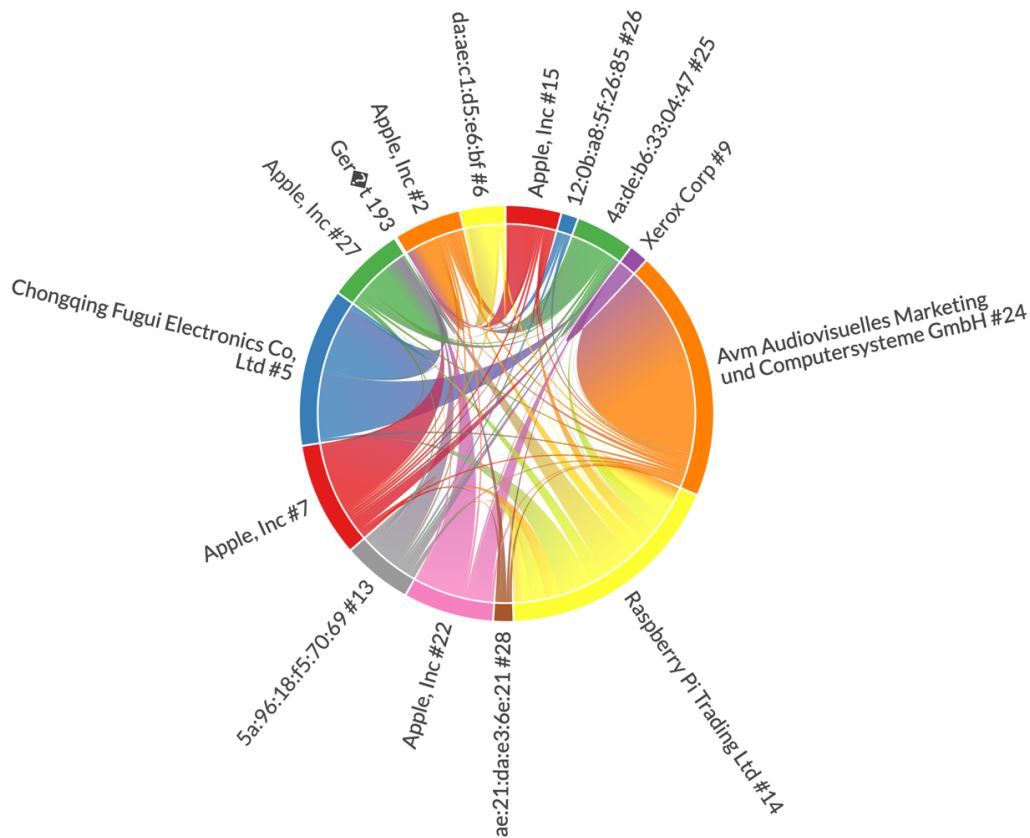 Apple, Inc #15
12:0b:a8:5f:26:85 #26
4a:de:b6:33:04:47 #25
Xerox Corp #9
Avm Audiovisuelles Marketing
und Computersysteme GmbH #24
Raspberry Pi Trading Ltd #14
ae:21:da:e3:6e:21 #28
Apple, Inc #22
5a:96:18:f5:70:69 #13
Apple, Inc #7
Chongqing Fugui Electronics Co,
Ltd #5
Apple, Inc #27
Ger�t 193
Apple, Inc #2
da:ae:c1:d5:e6:bf #6